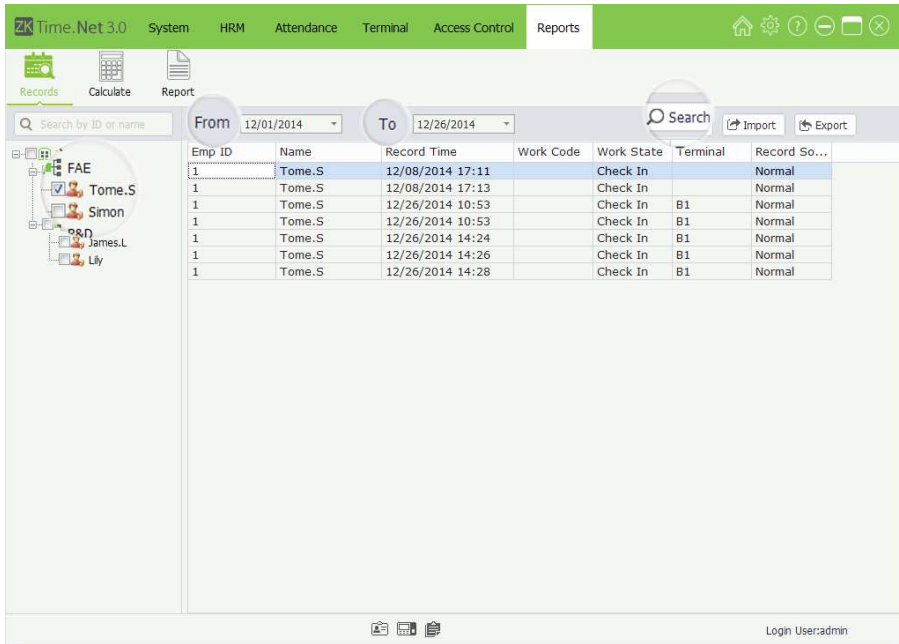 ZK Time.Net 3.0 System HRM Attendance Terminal Access Control Reports
Records Calculate Report
Search by ID or name From 12/01/2014 To 12/26/2014 Search Import Export
FAE
Tome.S
Simon
R&D
James.L
Lily
Emp ID Name Record Time Work Code Work State Terminal Record So...
1 Tome.S 12/08/2014 17:11 Check In Normal
1 Tome.S 12/08/2014 17:13 Check In Normal
1 Tome.S 12/26/2014 10:53 Check In B1 Normal
1 Tome.S 12/26/2014 10:53 Check In B1 Normal
1 Tome.S 12/26/2014 14:24 Check In B1 Normal
1 Tome.S 12/26/2014 14:26 Check In B1 Normal
1 Tome.S 12/26/2014 14:28 Check In B1 Normal
Login User:admin